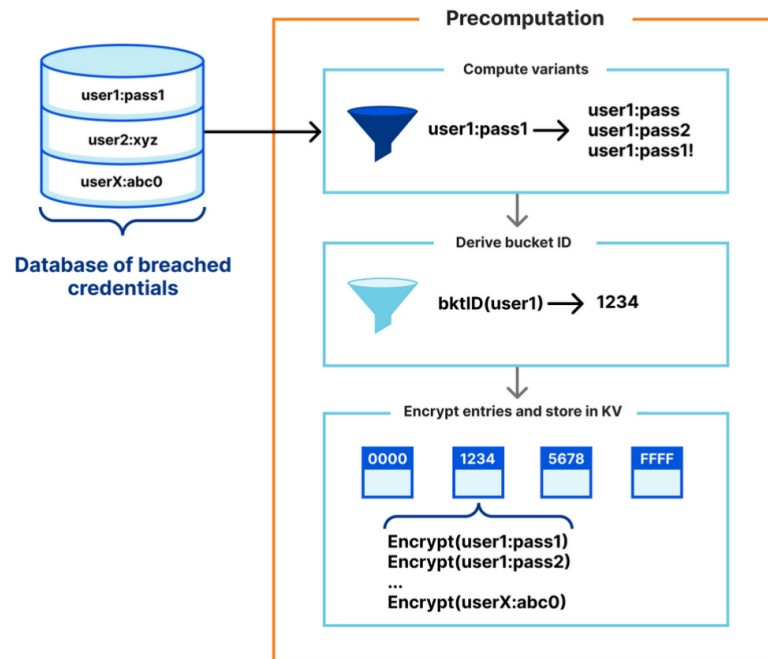 Precomputation
user1:pass1
user2:xyz
userX:abc0
Database of breached
credentials
Compute variants
user1:pass1
user1:pass
user1:pass2
user1:pass1!
Derive bucket ID
bktID(user1)
1234
Encrypt entries and store in KV
0000
1234
5678
FFFF
Encrypt(user1:pass1)
Encrypt(user1:pass2)
...
Encrypt(userX:abc0)